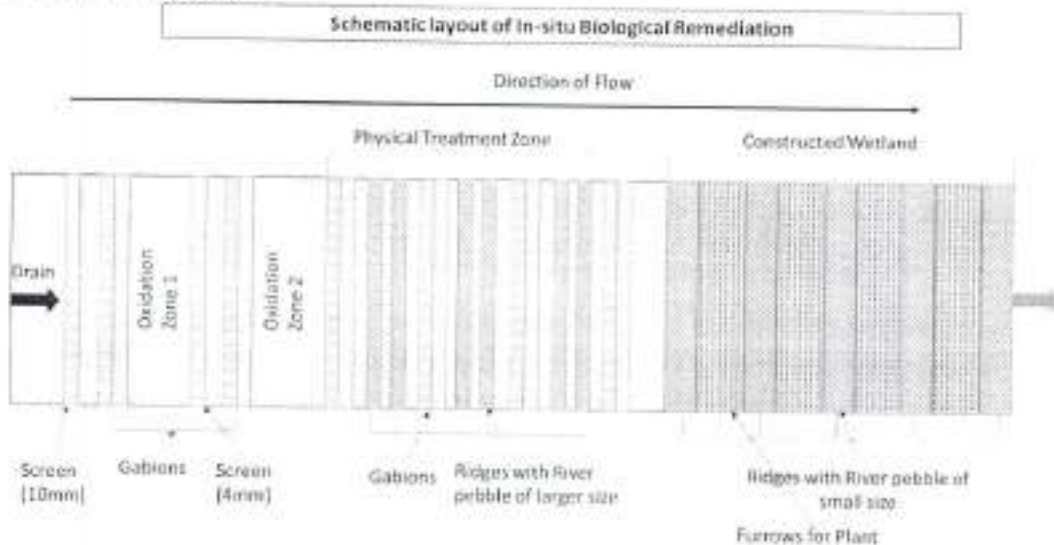 Schematic layout of In-situ Biological Remediation
Direction of Flow
Physical Treatment Zone
Constructed Wetland
Drain
Oxidation
Zone 1
Oxidation
Zone 2
Screen
(10mm)
Gabions
Screen
(4mm)
Gabions
Ridges with River
pebble of larger size
Ridges with River pebble of
small size
Furrows for Plant